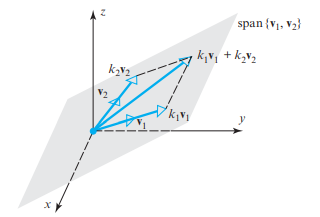 z
span {v₁, v₂}
k₁v₁ + k₂v₂
k₂v₂
v₂
k₁v₁
v₁
y
x